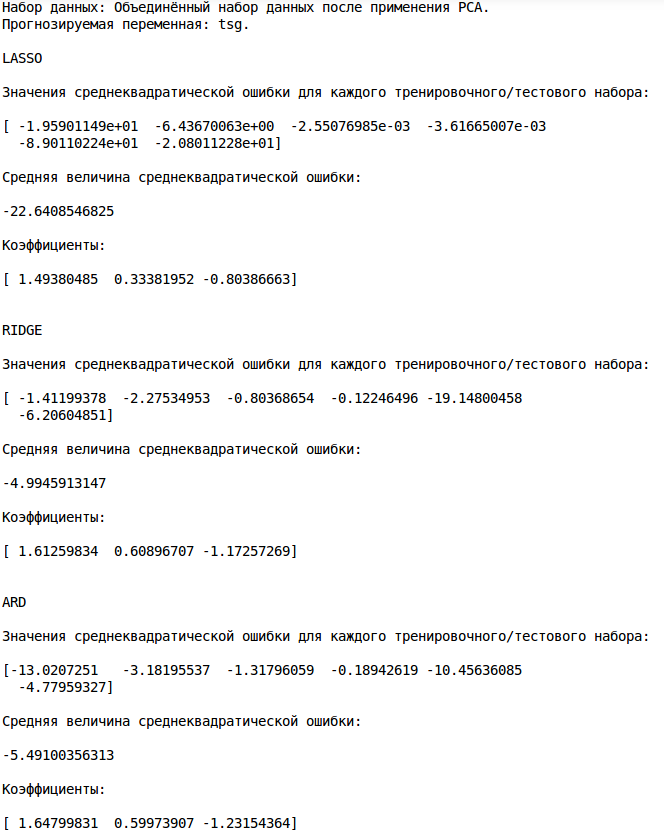 Набор данных: Объединённый набор данных после применения PCA.
Прогнозируемая переменная: tsg.
LASSO
Значения среднеквадратической ошибки для каждого тренировочного/тестового набора:
[ -1.95901149e+01  -6.43670063e+00  -2.55076985e-03  -3.61665007e-03
  -8.90110224e+01  -2.08011228e+01]
Средняя величина среднеквадратической ошибки:
-22.6408546825
Коэффициенты:
[ 1.49380485  0.33381952 -0.80386663]
RIDGE
Значения среднеквадратической ошибки для каждого тренировочного/тестового набора:
[ -1.41199378  -2.27534953  -0.80368654  -0.12246496 -19.14800458
  -6.20604851]
Средняя величина среднеквадратической ошибки:
-4.9945913147
Коэффициенты:
[ 1.61259834  0.60896707 -1.17257269]
ARD
Значения среднеквадратической ошибки для каждого тренировочного/тестового набора:
[-13.0207251   -3.18195537  -1.31796059  -0.18942619 -10.45636085
  -4.77959327]
Средняя величина среднеквадратической ошибки:
-5.49100356313
Коэффициенты:
[ 1.64799831  0.59973907 -1.23154364]